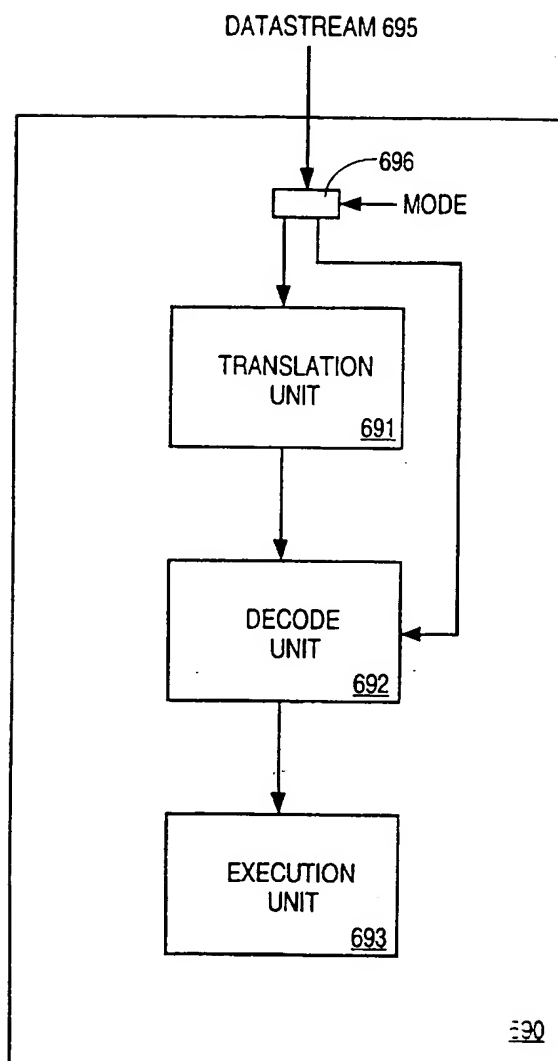 DATASTREAM 695
696
MODE
TRANSLATION
UNIT
691
DECODE
UNIT
692
EXECUTION
UNIT
693